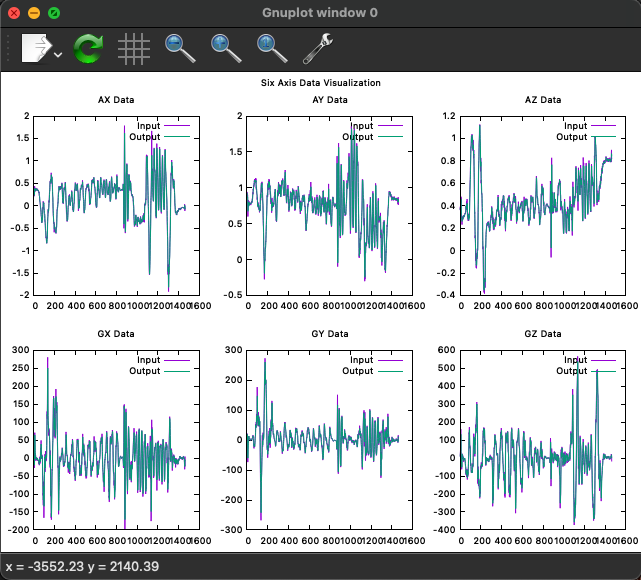 Gnuplot window 0
Six Axis Data Visualization
AX Data
AY Data
AZ Data
Input
Output
2
1.5
1
0.5
0
-0.5
-1
-1.5
-2
0 200 400 600 800 1000 1200 1400 1600
Input
Output
2
1.5
1
0.5
0
-0.5
0 200 400 600 800 1000 1200 1400 1600
Input
Output
1.2
1
0.8
0.6
0.4
0.2
0
-0.2
-0.4
0 200 400 600 800 1000 1200 1400 1600
GX Data
GY Data
GZ Data
Input
Output
300
250
200
150
100
50
0
-50
-100
-150
-200
0 200 400 600 800 1000 1200 1400 1600
Input
Output
300
200
100
0
-100
-200
-300
0 200 400 600 800 1000 1200 1400 1600
Input
Output
600
500
400
300
200
100
0
-100
-200
-300
-400
0 200 400 600 800 1000 1200 1400 1600
x = -3552.23 y = 2140.39